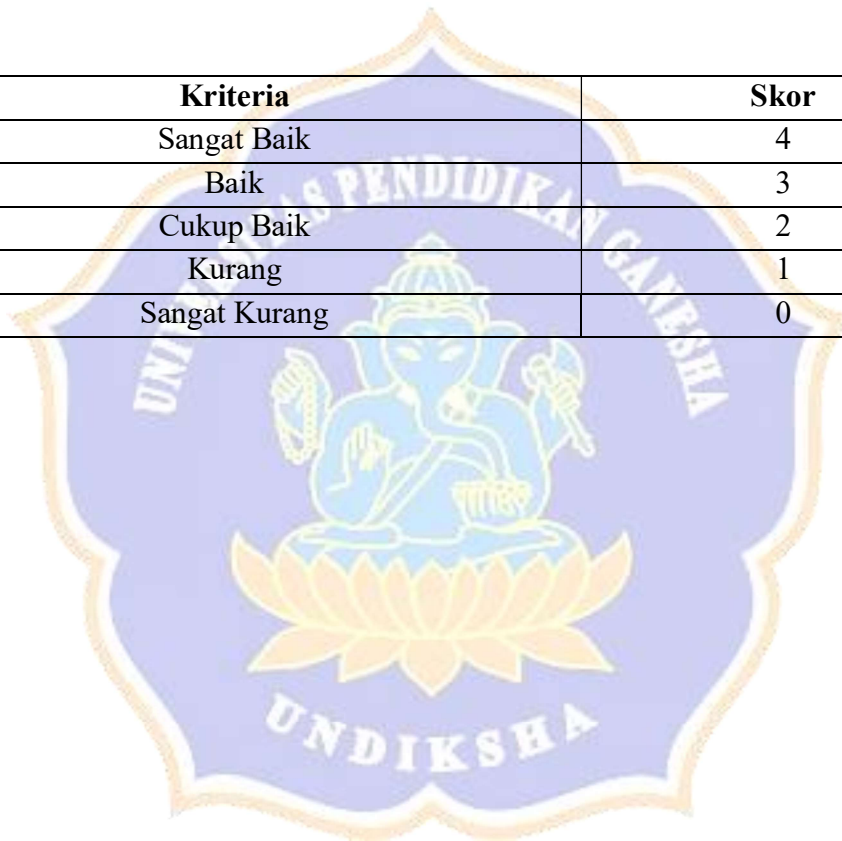 Kriteria Skor
Sangat Baik 4
Baik 3
Cukup Baik 2
Kurang 1
Sangat Kurang 0
UNIVERSITAS PENDIDIKAN GANESHA
UNDIKSHA